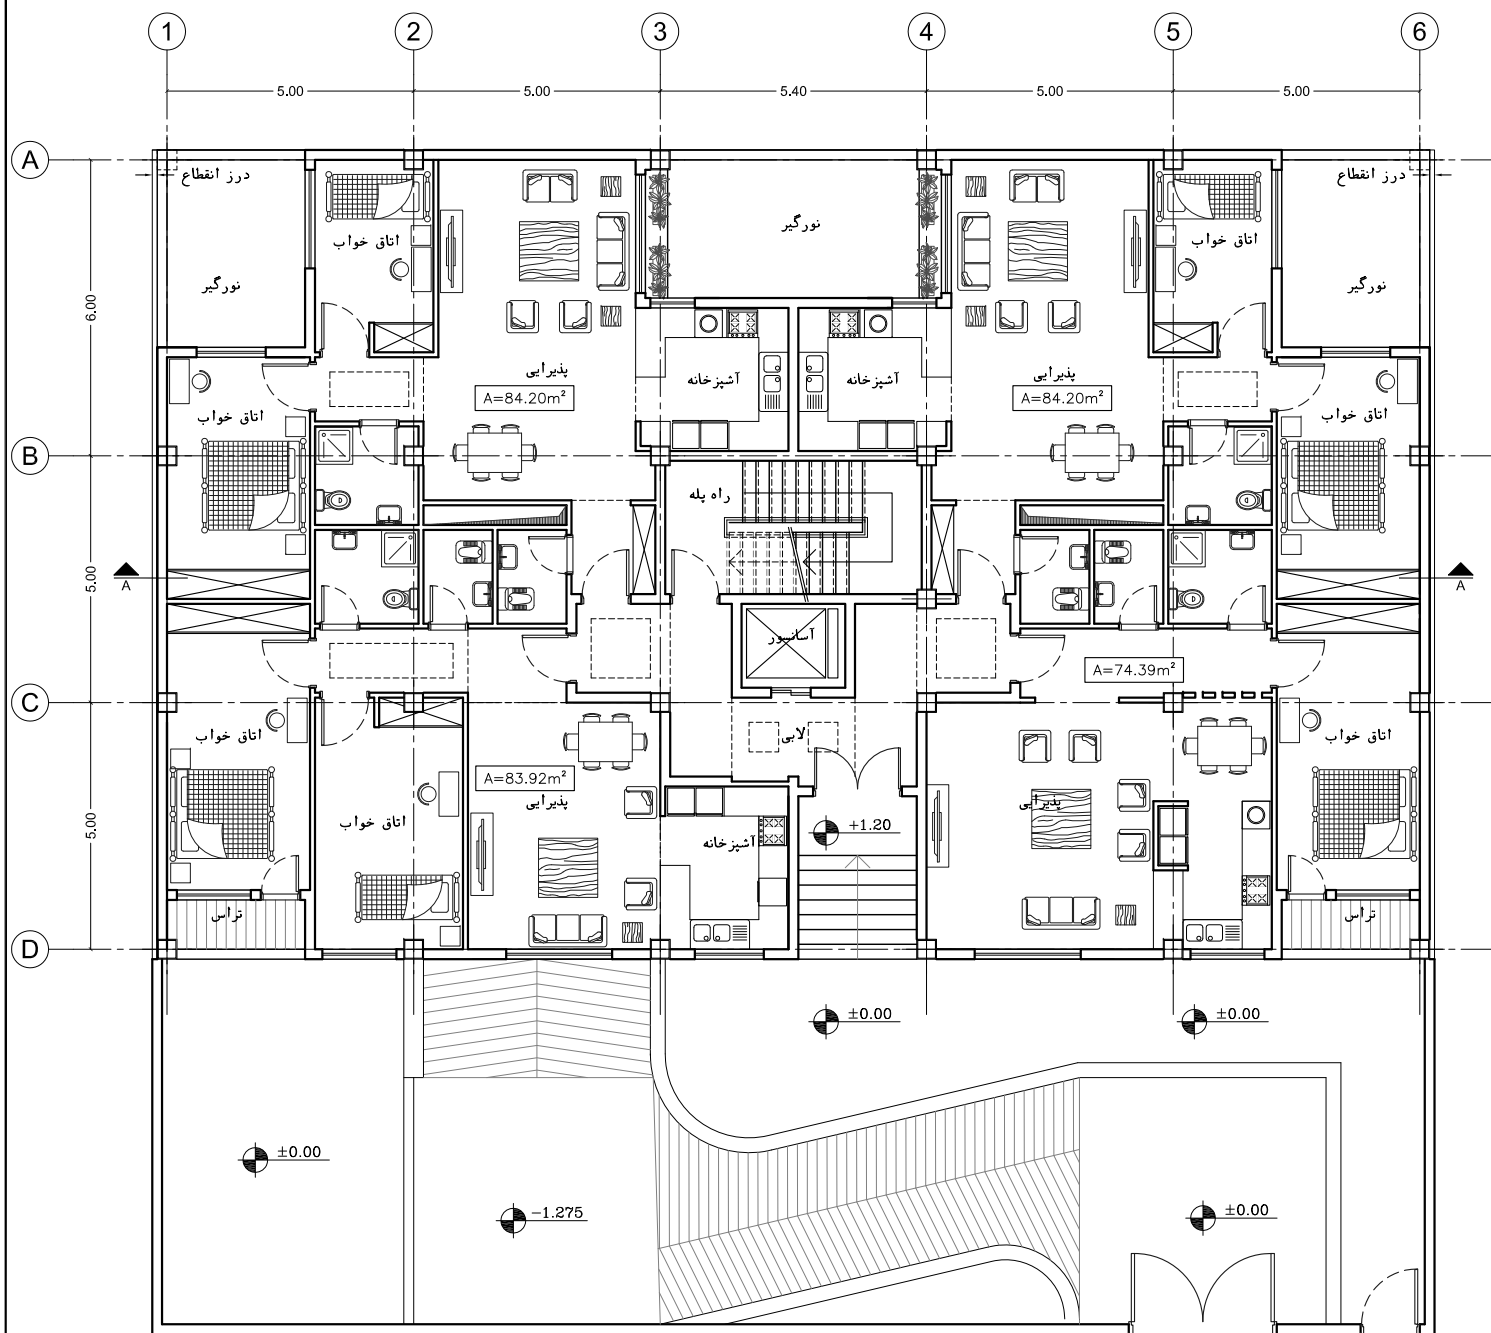 1 2 3 4 5 6
5.00 5.00 5.40 5.00 5.00
A
درز انقطاع
درز انقطاع
نورگیر
اتاق خواب
اتاق خواب
نورگیر
نورگیر
6.00
پذیرایی
پذیرایی
آشپزخانه
آشپزخانه
A=84.20m²
A=84.20m²
اتاق خواب
اتاق خواب
B
راه پله
5.00
A
A
آسانسور
A=74.39m²
C
اتاق خواب
لابی
اتاق خواب
A=83.92m²
پذیرایی
پذیرایی
5.00
اتاق خواب
آشپزخانه
+1.20
تراس
تراس
D
±0.00
±0.00
±0.00
-1.275
±0.00